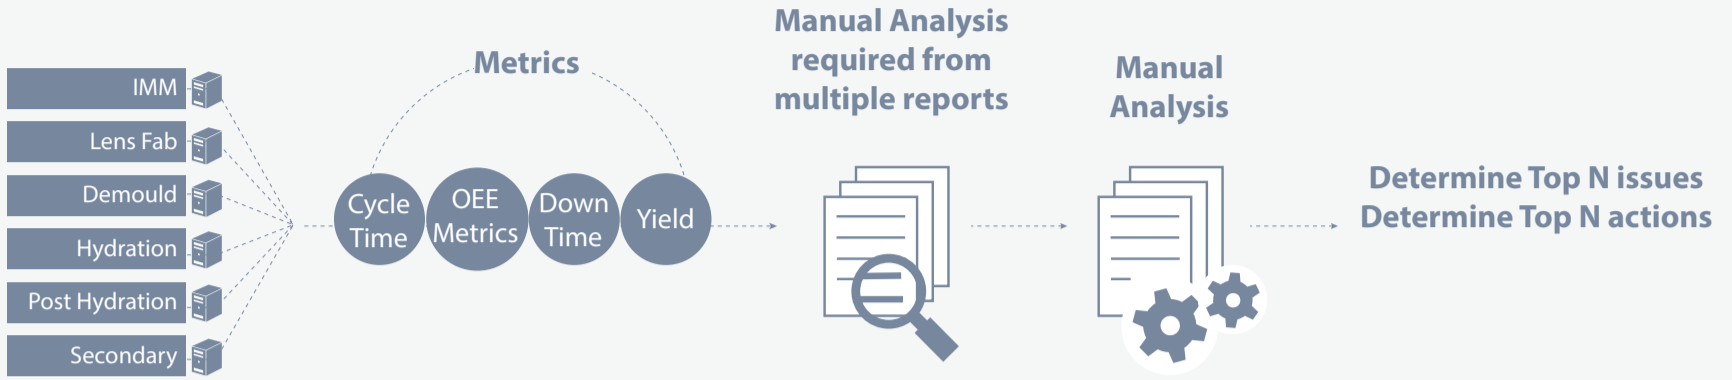 IMM
Lens Fab
Demould
Hydration
Post Hydration
Secondary
Metrics
Cycle
Time
OEE
Metrics
Down
Time
Yield
Manual Analysis
required from
multiple reports
Manual
Analysis
Determine Top N issues
Determine Top N actions